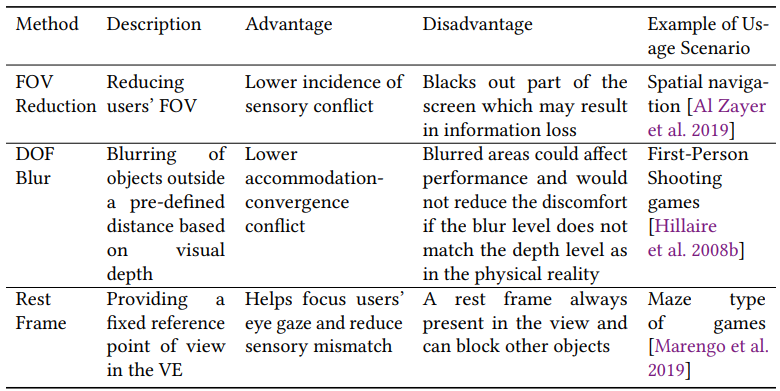 Method Description Advantage Disadvantage Example of Us-
age Scenario
FOV Reducing Lower incidence of Blacks out part of the Spatial naviga-
Reduction users' FOV sensory conflict screen which may result tion [Al Zayer
in information loss et al. 2019]
DOF Blurring of Lower Blurred areas could affect First-Person
Blur objects outside accommodation- performance and would Shooting
a pre-defined convergence not reduce the discomfort games
distance based conflict if the blur level does not [Hillaire
on visual match the depth level as et al. 2008b]
depth in the physical reality
Rest Providing a Helps focus users' A rest frame always Maze type
Frame fixed reference eye gaze and reduce present in the view and of games
point of view sensory mismatch can block other objects [Marengo et al.
in the VE 2019]